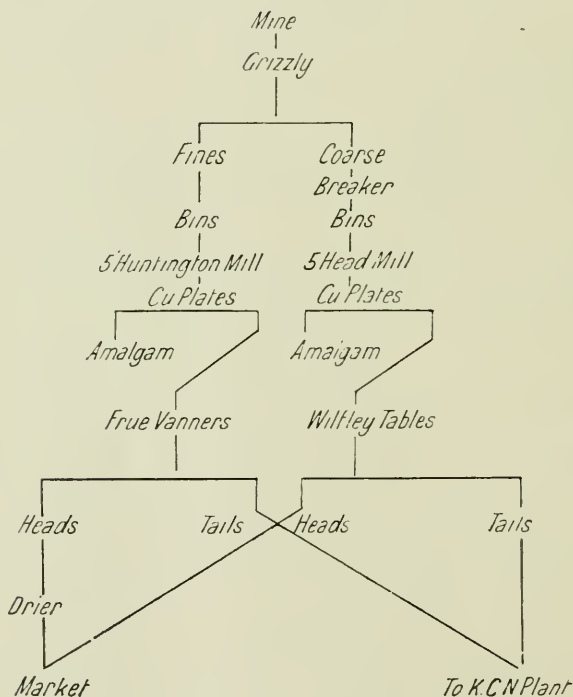 Mine
Grizzly
Fines Coarse
Breaker
Bins Bins
5'Huntington Mill 5 Head Mill
Cu Plates Cu Plates
Amalgam Amalgam
Frue Vanners Wilfley Tables
Heads Tails Heads Tails
Drier
Market To K.C N Plant